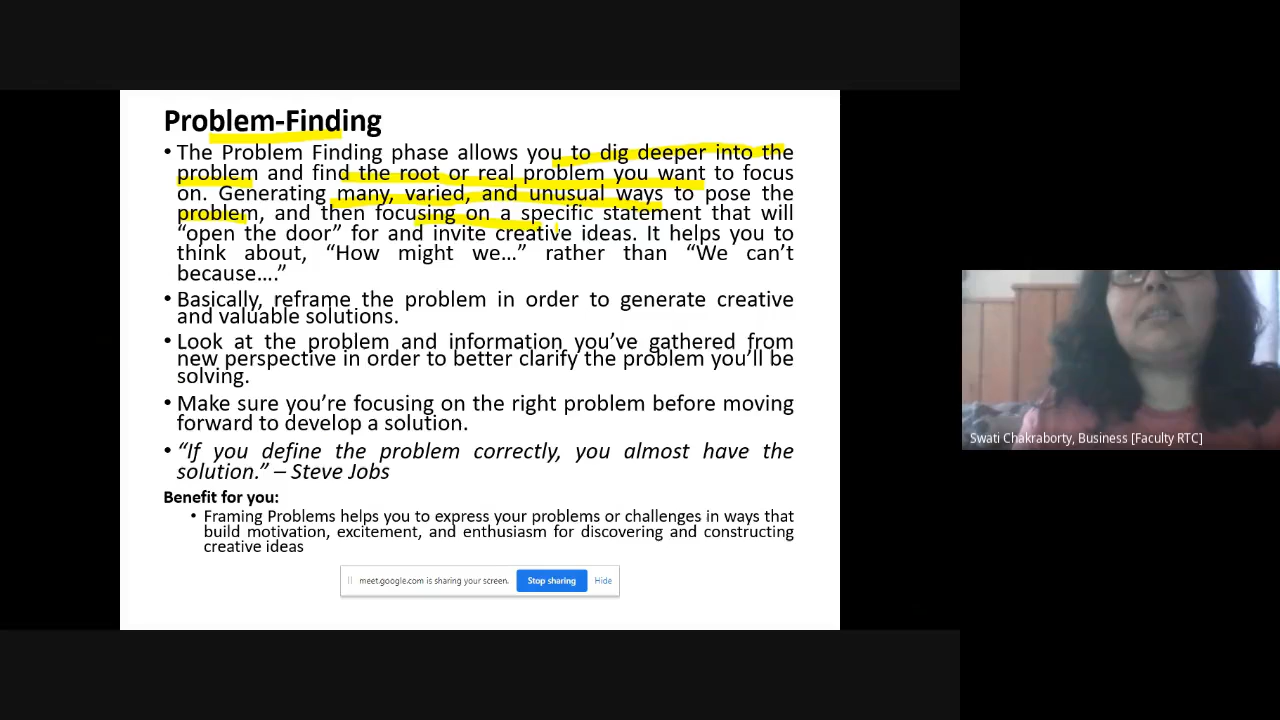 Problem-Finding
• The Problem Finding phase allows you to dig deeper into the
problem and find the root or real problem you want to focus
on. Generating many, varied, and unusual ways to pose the
problem, and then focusing on a specific statement that will
“open the door” for and invite creative ideas. It helps you to
think about, “How might we…” rather than “We can’t
because….”
• Basically, reframe the problem in order to generate creative
and valuable solutions.
• Look at the problem and information you’ve gathered from
new perspective in order to better clarify the problem you’ll be
solving.
• Make sure you’re focusing on the right problem before moving
forward to develop a solution.
• “If you define the problem correctly, you almost have the
solution.” – Steve Jobs
Benefit for you:
• Framing Problems helps you to express your problems or challenges in ways that
build motivation, excitement, and enthusiasm for discovering and constructing
creative ideas
meet.google.com is sharing your screen. Stop sharing Hide
Swati Chakraborty, Business [Faculty RTC]